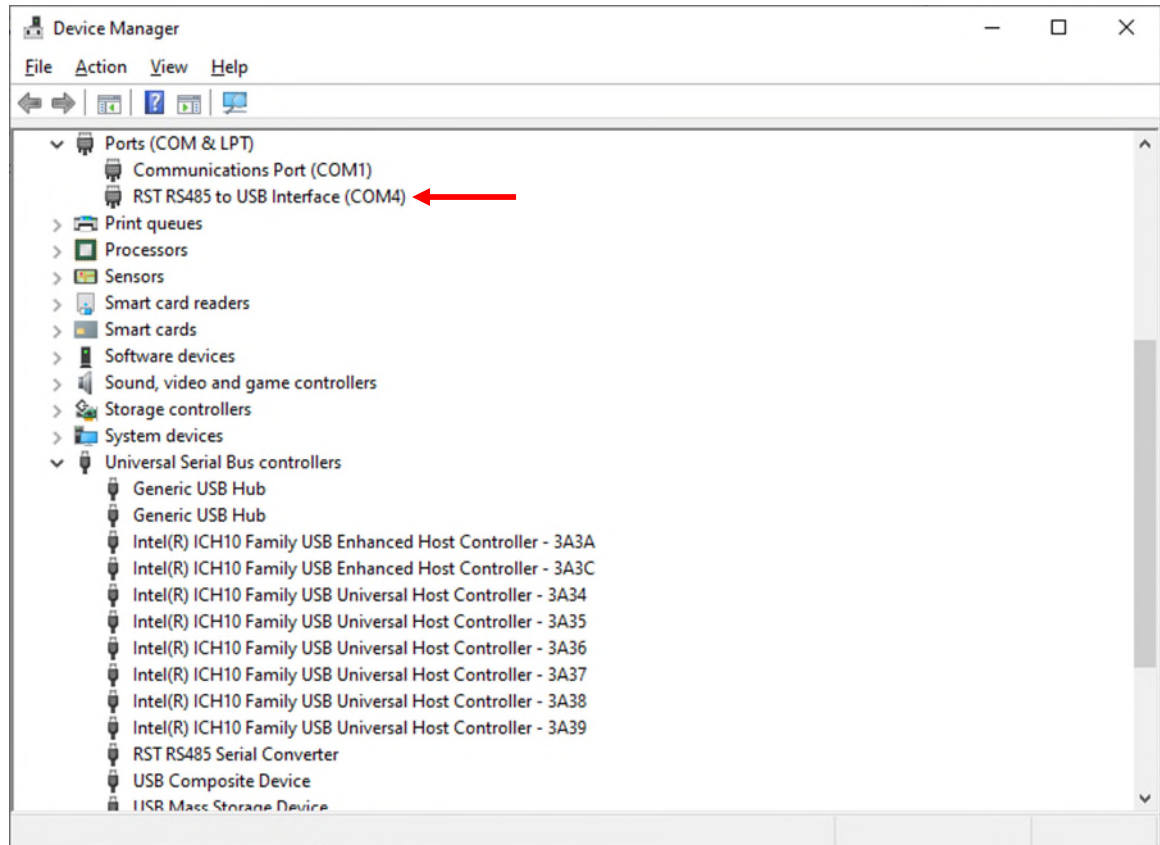 Device Manager
File Action View Help
Ports (COM & LPT)
Communications Port (COM1)
RST RS485 to USB Interface (COM4)
Print queues
Processors
Sensors
Smart card readers
Smart cards
Software devices
Sound, video and game controllers
Storage controllers
System devices
Universal Serial Bus controllers
Generic USB Hub
Generic USB Hub
Intel(R) ICH10 Family USB Enhanced Host Controller - 3A3A
Intel(R) ICH10 Family USB Enhanced Host Controller - 3A3C
Intel(R) ICH10 Family USB Universal Host Controller - 3A34
Intel(R) ICH10 Family USB Universal Host Controller - 3A35
Intel(R) ICH10 Family USB Universal Host Controller - 3A36
Intel(R) ICH10 Family USB Universal Host Controller - 3A37
Intel(R) ICH10 Family USB Universal Host Controller - 3A38
Intel(R) ICH10 Family USB Universal Host Controller - 3A39
RST RS485 Serial Converter
USB Composite Device
USB Mass Storage Device